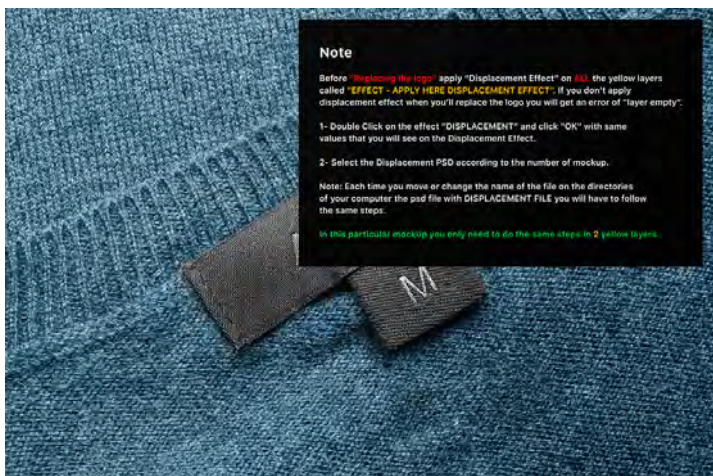 Note
Before "Replacing the logo" apply "Displacement Effect" on ALL the yellow layers
called "EFFECT - APPLY HERE DISPLACEMENT EFFECT". If you don't apply
displacement effect when you'll replace the logo you will get an error of "layer empty".
1- Double Click on the effect "DISPLACEMENT" and click "OK" with same
values that you will see on the Displacement Effect.
2- Select the Displacement PSD according to the number of mockup.
Note: Each time you move or change the name of the file on the directories
of your computer the psd file with DISPLACEMENT FILE you will have to follow
the same steps.
In this particular mockup you only need to do the same steps in 2 yellow layers.
M